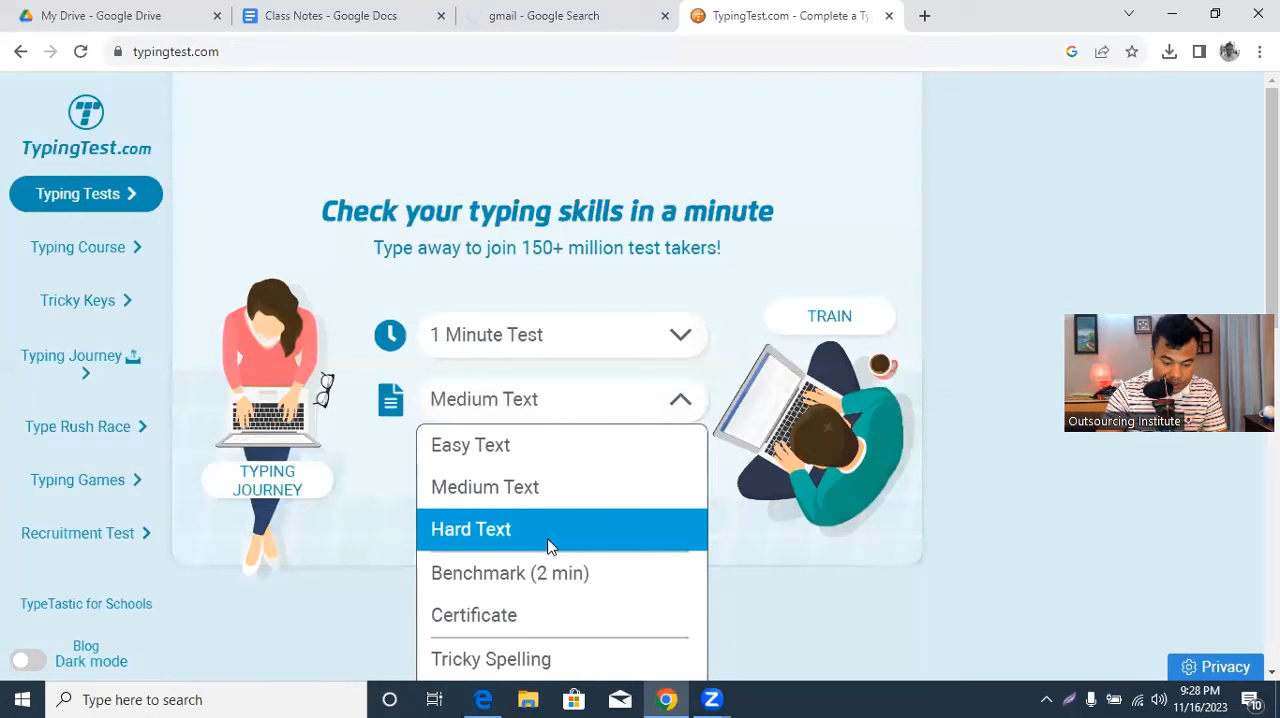 My Drive - Google Drive
Class Notes - Google Docs
gmail - Google Search
TypingTest.com - Complete a Ty
typingtest.com
TypingTest.com
Typing Tests
Typing Course
Tricky Keys
Typing Journey
Type Rush Race
Typing Games
Recruitment Test
TypeTastic for Schools
Blog
Dark mode
Check your typing skills in a minute
Type away to join 150+ million test takers!
1 Minute Test
Medium Text
Easy Text
Medium Text
Hard Text
Benchmark (2 min)
Certificate
Tricky Spelling
TYPING
JOURNEY
TRAIN
Outsourcing Institute
Privacy
Type here to search
9:28 PM
11/16/2023
10